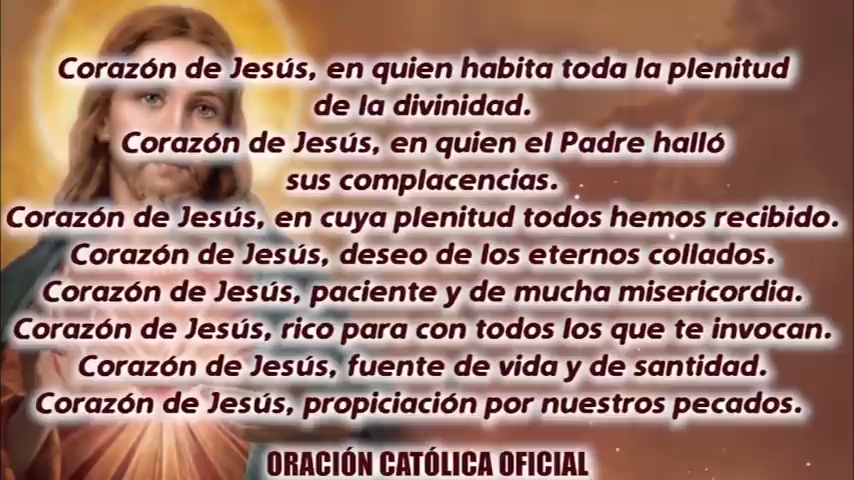 Corazón de Jesús, en quien habita toda la plenitud
de la divinidad.
Corazón de Jesús, en quien el Padre halló
sus complacencias.
Corazón de Jesús, en cuya plenitud todos hemos recibido.
Corazón de Jesús, deseo de los eternos collados.
Corazón de Jesús, paciente y de mucha misericordia.
Corazón de Jesús, rico para con todos los que te invocan.
Corazón de Jesús, fuente de vida y de santidad.
Corazón de Jesús, propiciación por nuestros pecados.
ORACIÓN CATÓLICA OFICIAL